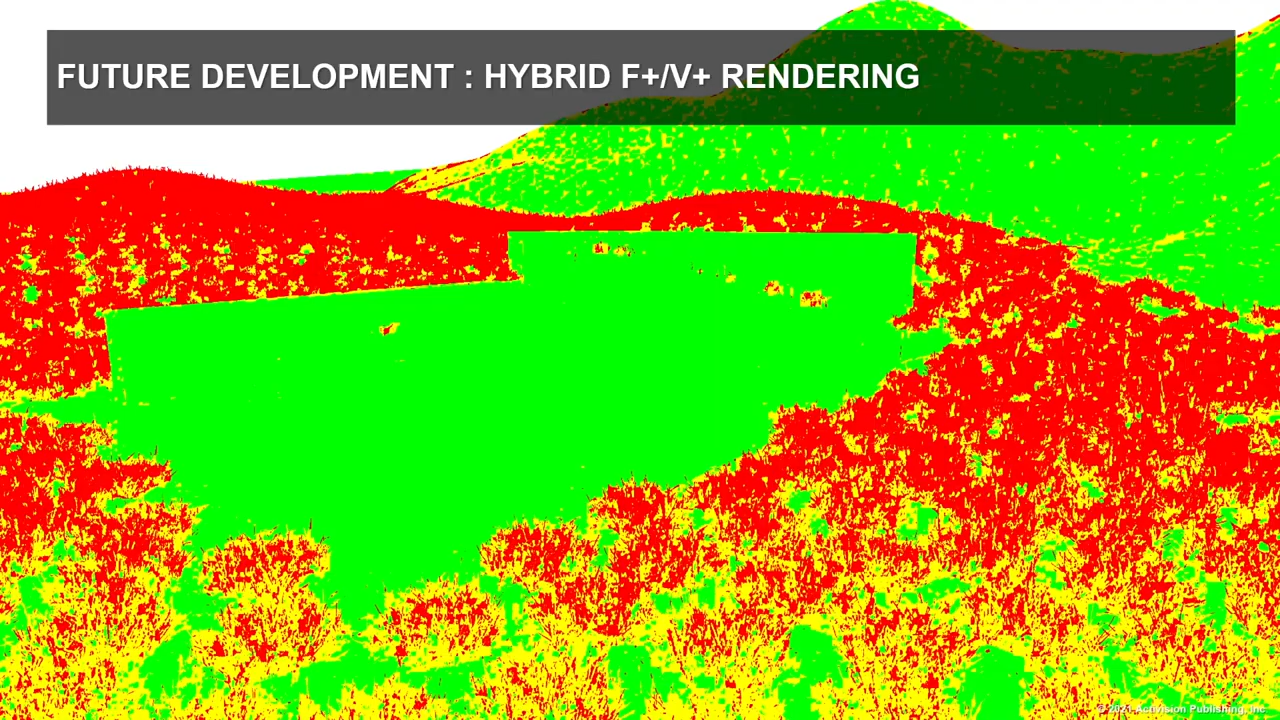 FUTURE DEVELOPMENT : HYBRID F+/V+ RENDERING
© 2021 Activision Publishing, Inc